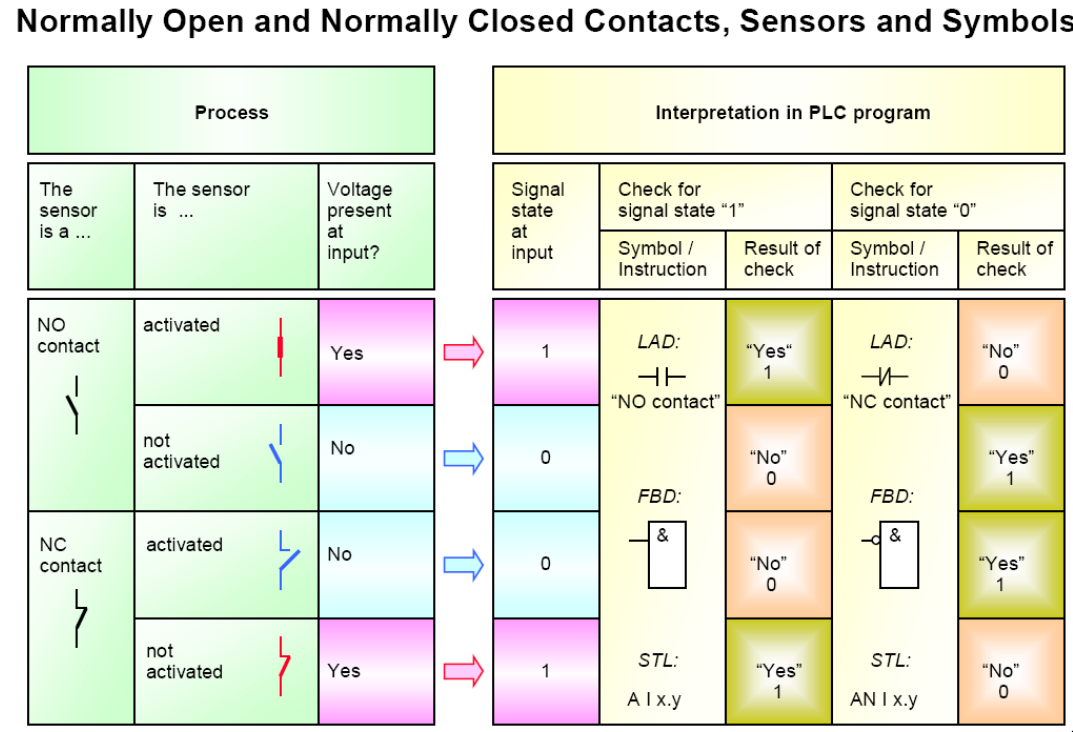 Normally Open and Normally Closed Contacts, Sensors and Symbols
Process
Interpretation in PLC program
The
sensor
is a ...
The sensor
is ...
Voltage
present
at
input?
Signal
state
at
input
Check for
signal state “1”
Check for
signal state “0”
Symbol /
Instruction
Result of
check
Symbol /
Instruction
Result of
check
NO
contact
activated
Yes
1
LAD:
“NO contact”
“Yes“
1
LAD:
“NC contact”
“No”
0
not
activated
No
0
“No”
0
“Yes”
1
FBD:
&
FBD:
&
NC
contact
activated
No
0
“No”
0
“Yes”
1
not
activated
Yes
1
STL:
A I x.y
“Yes”
1
STL:
AN I x.y
“No”
0